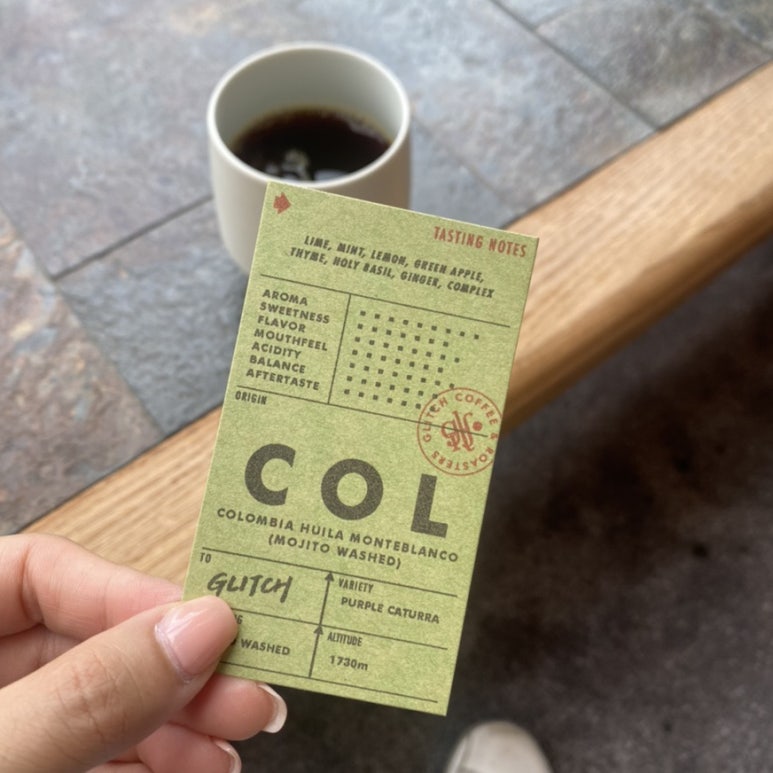 TASTING NOTES
LIME, MINT, LEMON, GREEN APPLE,
THYME, HOLY BASIL, GINGER, COMPLEX
AROMA
SWEETNESS
FLAVOR
MOUTHFEEL
ACIDITY
BALANCE
AFTERTASTE
GLITCH COFFEE & ROASTERS
ORIGIN
COL
COLOMBIA HUILA MONTEBLANCO
(MOJITO WASHED)
TO
GLITCH
VARIETY
PURPLE CATURRA
WASHED
ALTITUDE
1730m